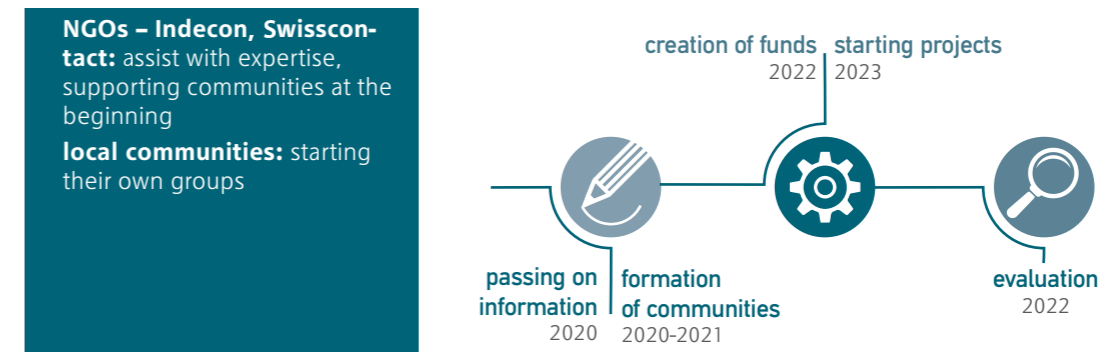 NGOs – Indecon, Swisscon-
tact: assist with expertise,
supporting communities at the
beginning
local communities: starting
their own groups
creation of funds
2022
starting projects
2023
passing on
information
2020
formation
of communities
2020-2021
evaluation
2022